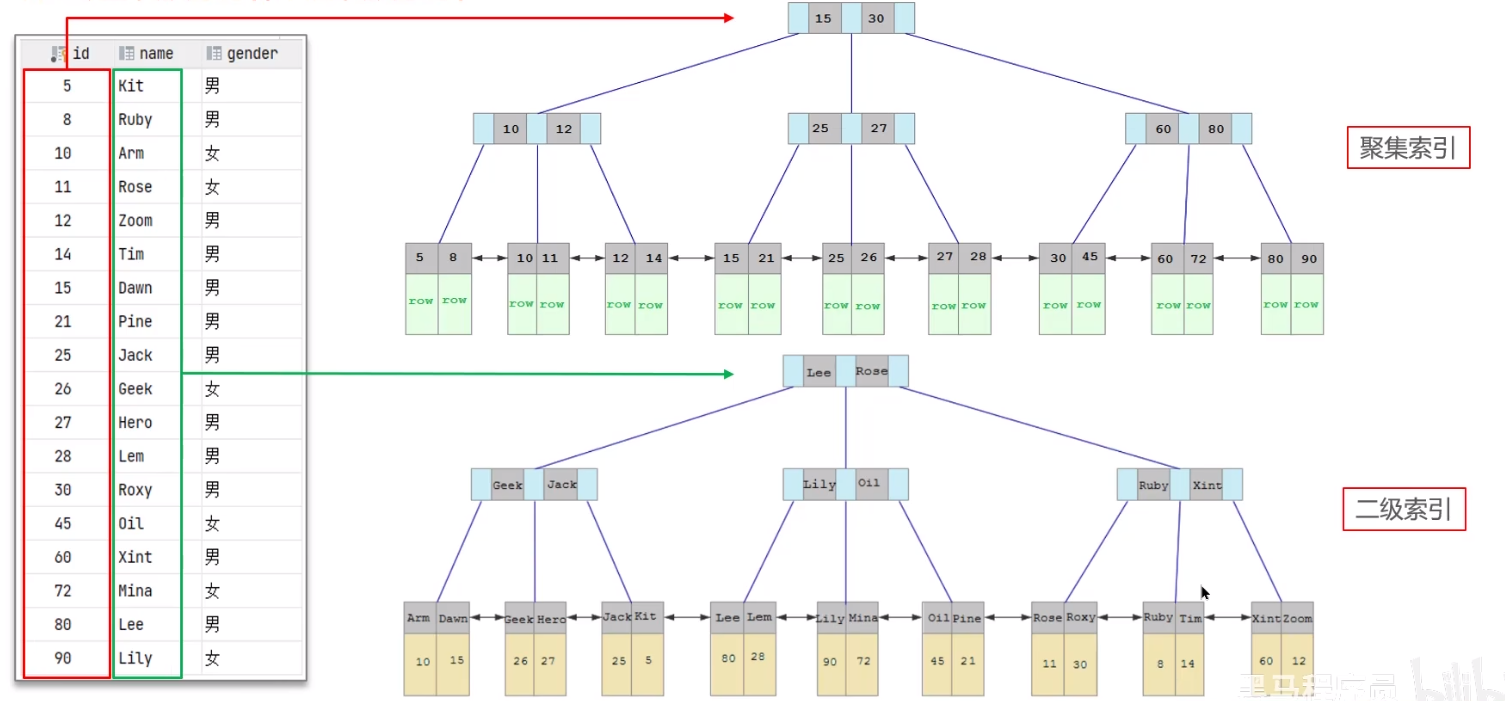 id name gender
5 Kit 男
8 Ruby 男
10 Arm 女
11 Rose 女
12 Zoom 男
14 Tim 男
15 Dawn 男
21 Pine 男
25 Jack 男
26 Geek 女
27 Hero 男
28 Lem 男
30 Roxy 男
45 Oil 女
60 Xint 男
72 Mina 女
80 Lee 男
90 Lily 女
15 30
10 12 25 27 60 80
聚集索引
5 8 10 11 12 14 15 21 25 26 27 28 30 45 60 72 80 90
row row row row row row row row row row row row row row row row row row
Lee Rose
Geek Jack Lily Oil Ruby Xint
二级索引
Arm Dawn Geek Hero Jack Kit Lee Lem Lily Mina Oil Pine Rose Roxy Ruby Tim Xint Zoom
10 15 26 27 25 5 80 28 90 72 45 21 11 30 8 14 60 12
黑马程序员 bilibili